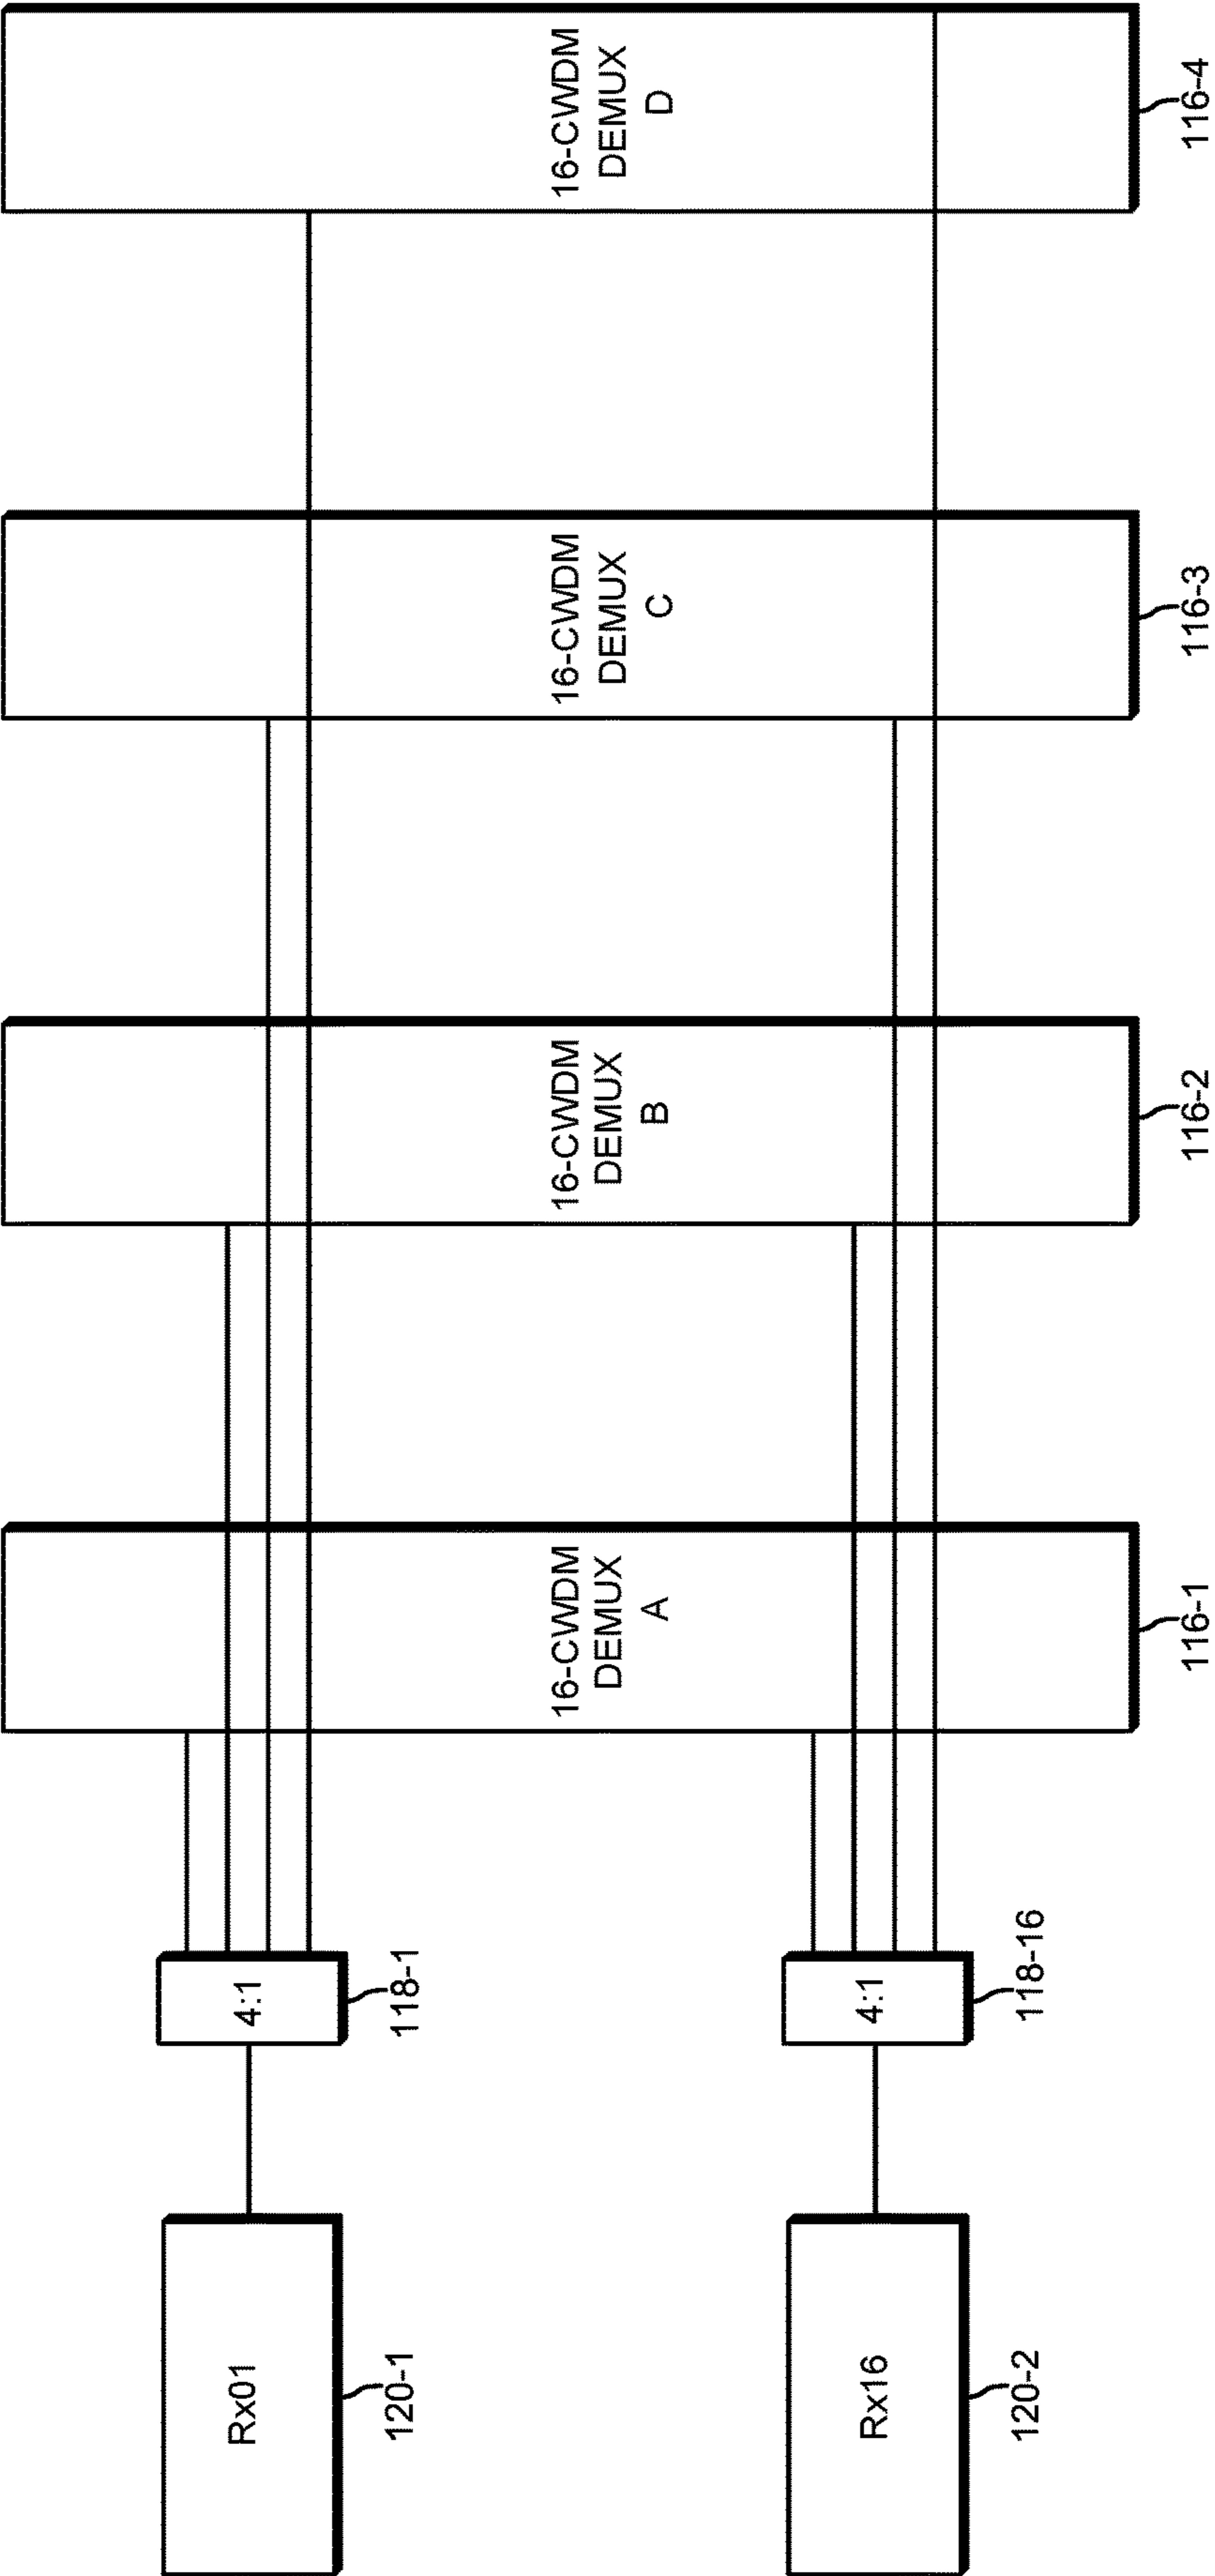 Rx01
120-1
4:1
118-1
16-CWDM
DEMUX
A
116-1
16-CWDM
DEMUX
B
116-2
16-CWDM
DEMUX
C
116-3
16-CWDM
DEMUX
D
116-4
Rx16
120-2
4:1
118-16